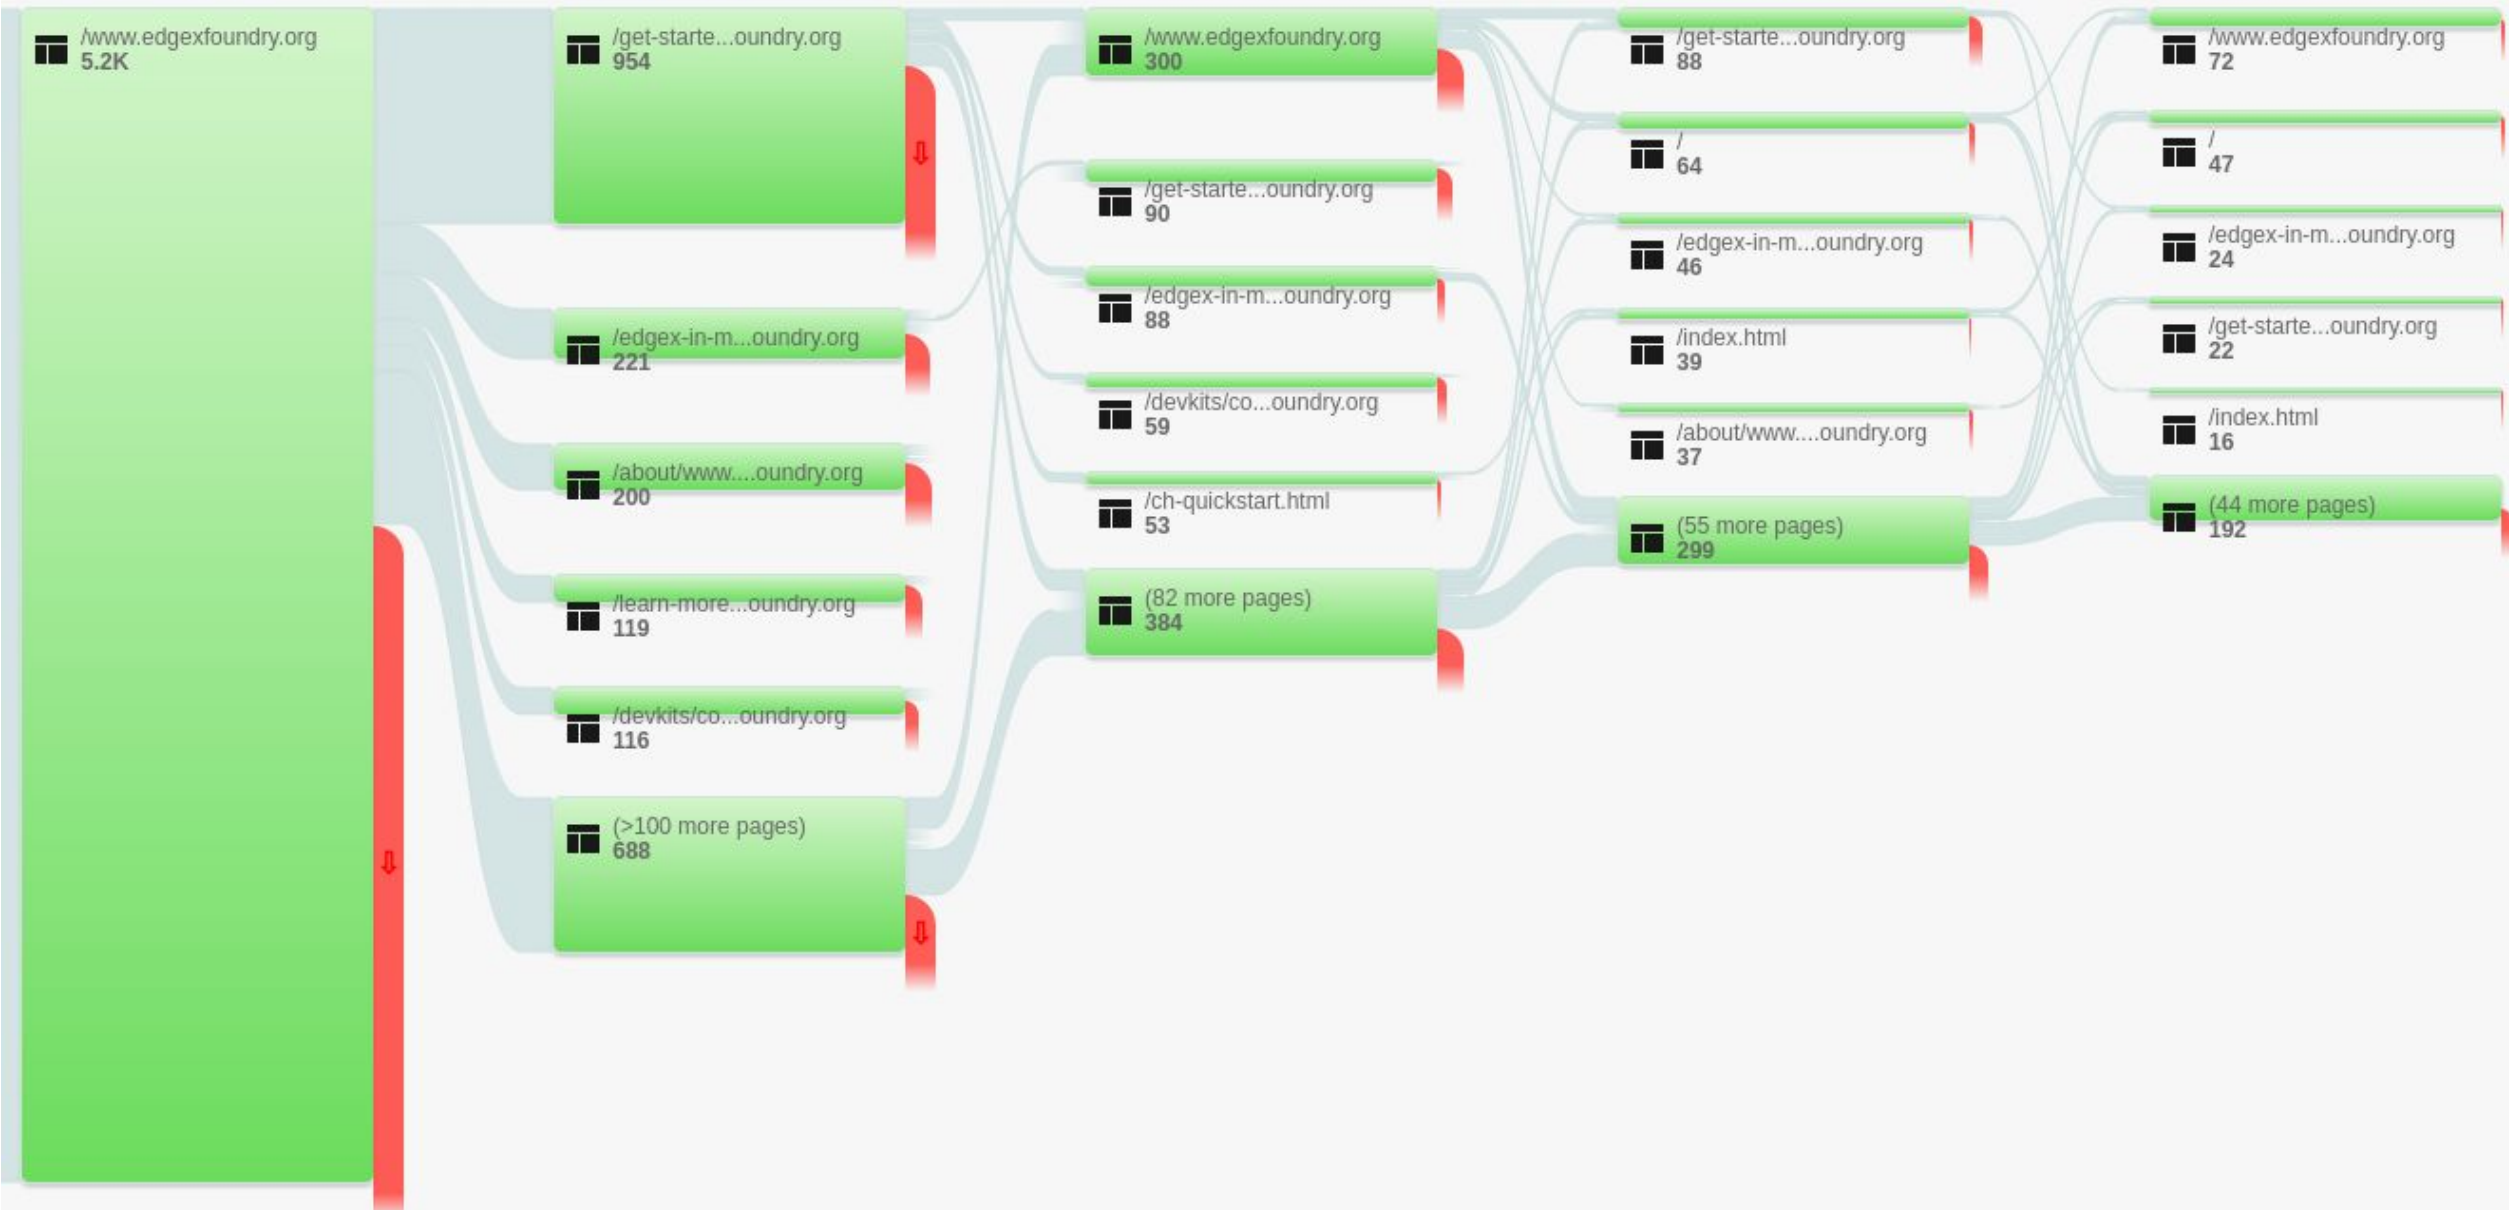 /www.edgexfoundry.org
5.2K
/get-starte...oundry.org
954
/edgex-in-m...oundry.org
221
/about/www....oundry.org
200
/learn-more...oundry.org
119
/devkits/co...oundry.org
116
(>100 more pages)
688
/www.edgexfoundry.org
300
/get-starte...oundry.org
90
/edgex-in-m...oundry.org
88
/devkits/co...oundry.org
59
/ch-quickstart.html
53
(82 more pages)
384
/get-starte...oundry.org
88
/
64
/edgex-in-m...oundry.org
46
/index.html
39
/about/www....oundry.org
37
(55 more pages)
299
/www.edgexfoundry.org
72
/
47
/edgex-in-m...oundry.org
24
/get-starte...oundry.org
22
/index.html
16
(44 more pages)
192